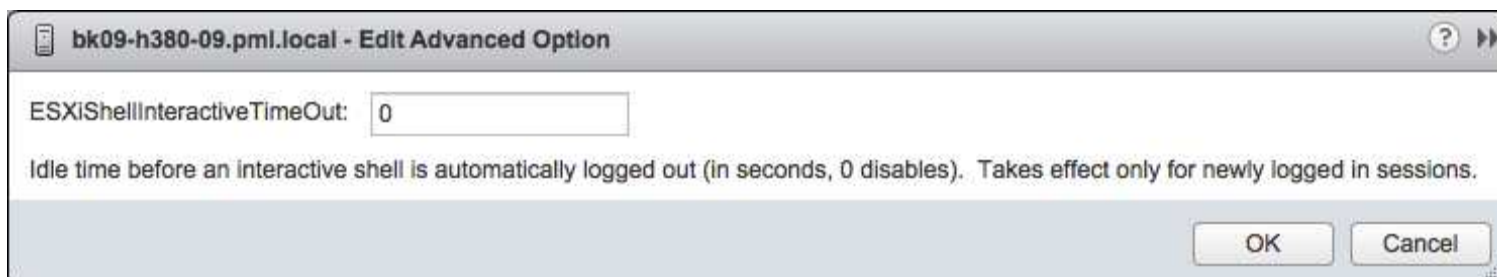 bk09-h380-09.pml.local - Edit Advanced Option ?
ESXiShellInteractiveTimeOut: 0
Idle time before an interactive shell is automatically logged out (in seconds, 0 disables).  Takes effect only for newly logged in sessions.
OK Cancel